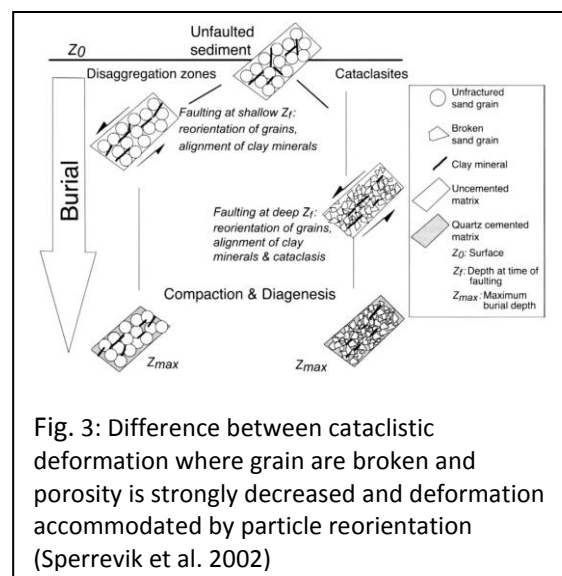 Unfaulted
sediment
Z0
Disaggregation zones
Cataclasites
Faulting at shallow Zf:
reorientation of grains,
alignment of clay minerals
Burial
Faulting at deep Zf:
reorientation of grains,
alignment of clay
minerals & cataclasis
Compaction & Diagenesis
Zmax
Zmax
Unfractured
sand grain
Broken
sand grain
Clay mineral
Uncemented
matrix
Quartz cemented
matrix
Z0: Surface
Zf: Depth at time of
faulting
Zmax: Maximum
burial depth
Fig. 3: Difference between cataclistic
deformation where grain are broken and
porosity is strongly decreased and deformation
accommodated by particle reorientation
(Sperrevik et al. 2002)